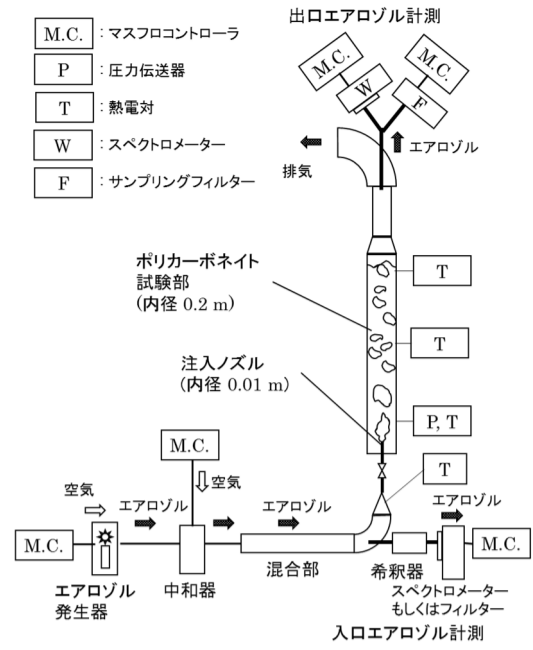 出口エアロゾル計測
M.C. :マスフロコントローラ
P :圧力伝送器
T :熱電対
W :スペクトロメーター
F :サンプリングフィルター
M.C.
M.C.
W
F
エアロゾル
排気
ポリカーボネイト
試験部
(内径 0.2 m)
T
T
注入ノズル
(内径 0.01 m)
P, T
M.C.
T
空気
空気
エアロゾル
エアロゾル
エアロゾル
M.C.
M.C.
エアロゾル
発生器
中和器
混合部
希釈器
スペクトロメーター
もしくはフィルター
入口エアロゾル計測